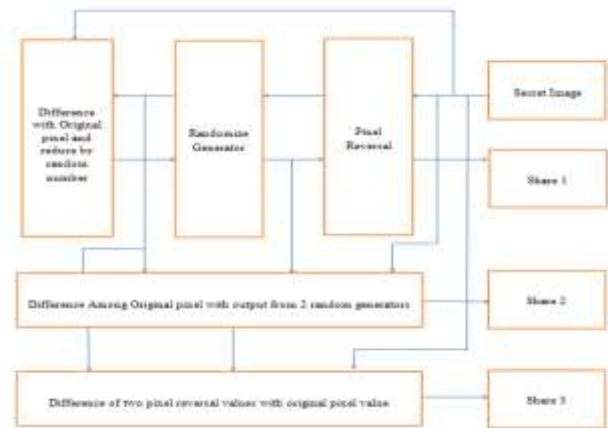 Difference
with Original
pixel and
reduce by
random
number
Randomize
Generator
Pixel
Reversal
Secret Image
Share 1
Difference Among Original pixel with output from 2 random generators
Share 2
Difference of two pixel reversal values with original pixel value
Share 3